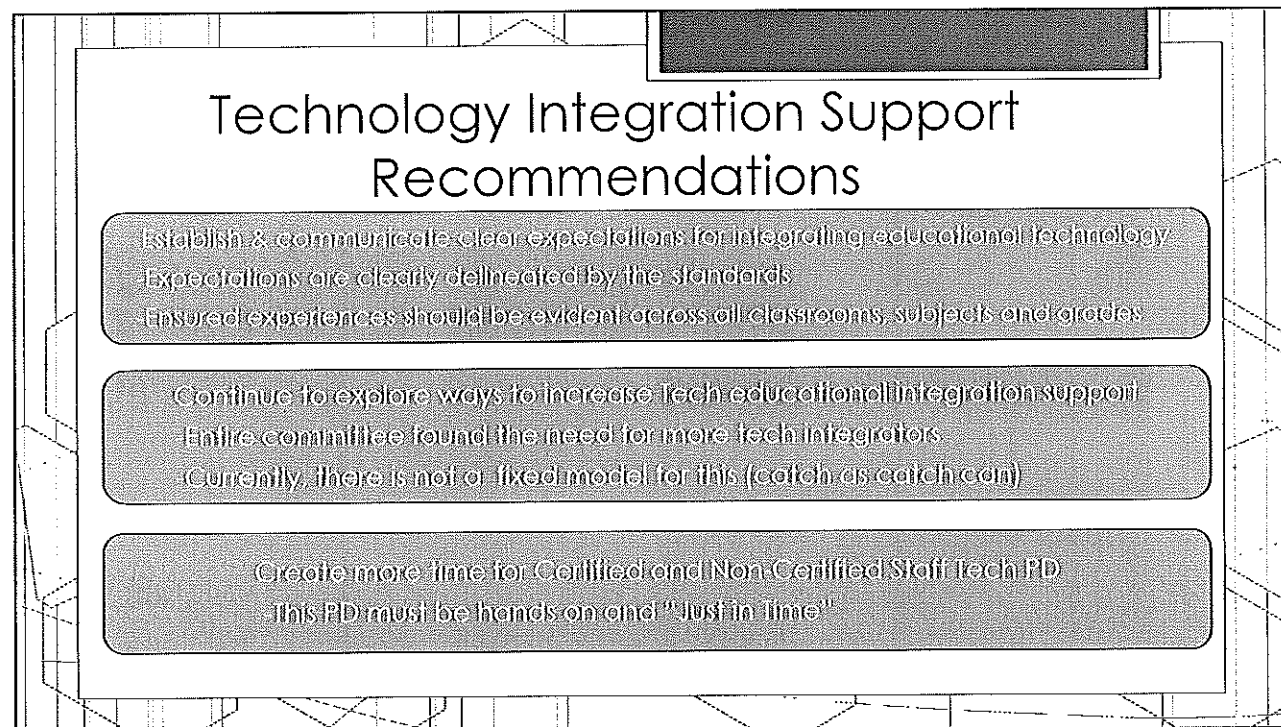 Technology Integration Support
Recommendations
Establish & communicate clear expectations for integrating educational technology
-Expectations are clearly delineated by the standards
-Ensured experiences should be evident across all classrooms, subjects and grades
Continue to explore ways to increase Tech educational integration support
-Entire committee found the need for more tech integrators
-Currently, there is not a fixed model for this (catch as catch can)
Create more time for Certified and Non Certified Staff Tech PD
This PD must be hands on and "Just in Time"